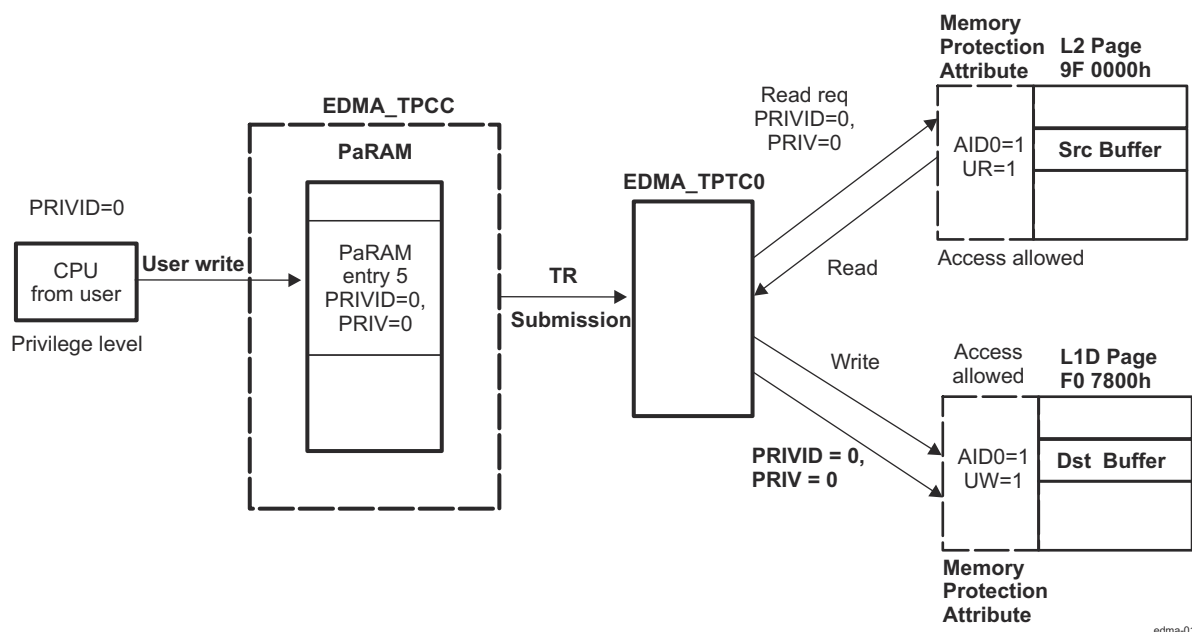 PRIVID=0
CPU
from user
Privilege level
User write
EDMA_TPCC
PaRAM
PaRAM
entry 5
PRIVID=0,
PRIV=0
TR
Submission
EDMA_TPTC0
Read req
PRIVID=0,
PRIV=0
Read
Memory
Protection
Attribute
L2 Page
9F 0000h
AID0=1
UR=1
Src Buffer
Access allowed
Write
PRIVID = 0,
PRIV = 0
Access
allowed
L1D Page
F0 7800h
AID0=1
UW=1
Dst Buffer
Memory
Protection
Attribute